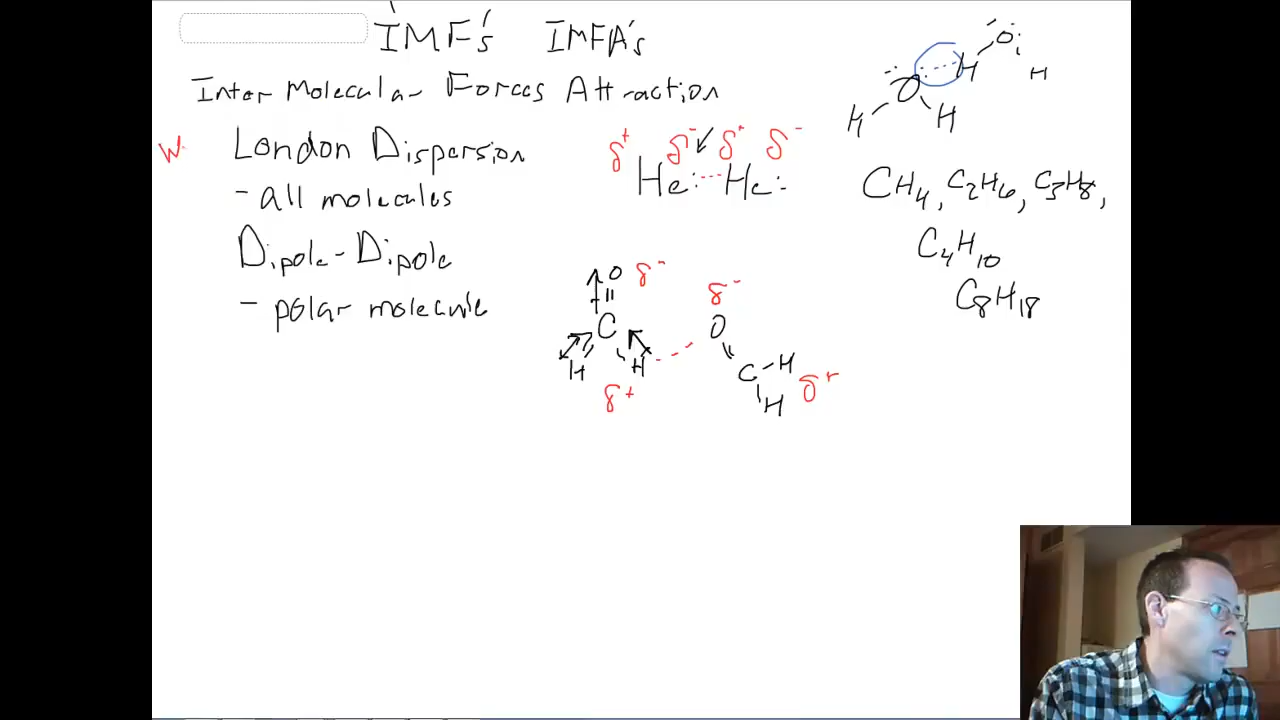 IMFs IMFA's
Inter Molecular Forces Attraction
W
London Dispersion
- all molecules
Dipole-Dipole
- polar molecule
δ+ δ- δ+ δ-
He: He:
O
H
H
O
H
H
CH4, C2H6, C3H8,
C4H10
C8H18
O δ-
C
H H
δ+
δ-
O
C-H
H
δ+